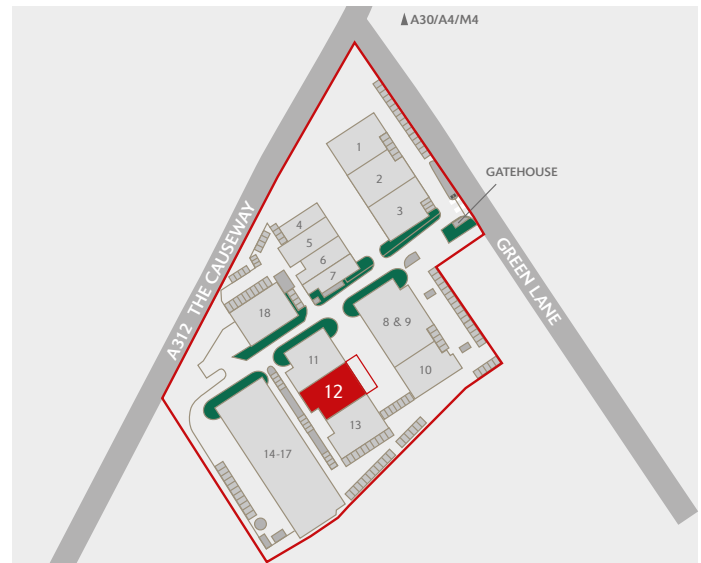 A30/A4/M4
1
2
GATEHOUSE
3
4
5
6
7
A312 THE CAUSEWAY
GREEN LANE
18
8 & 9
11
10
12
13
14-17